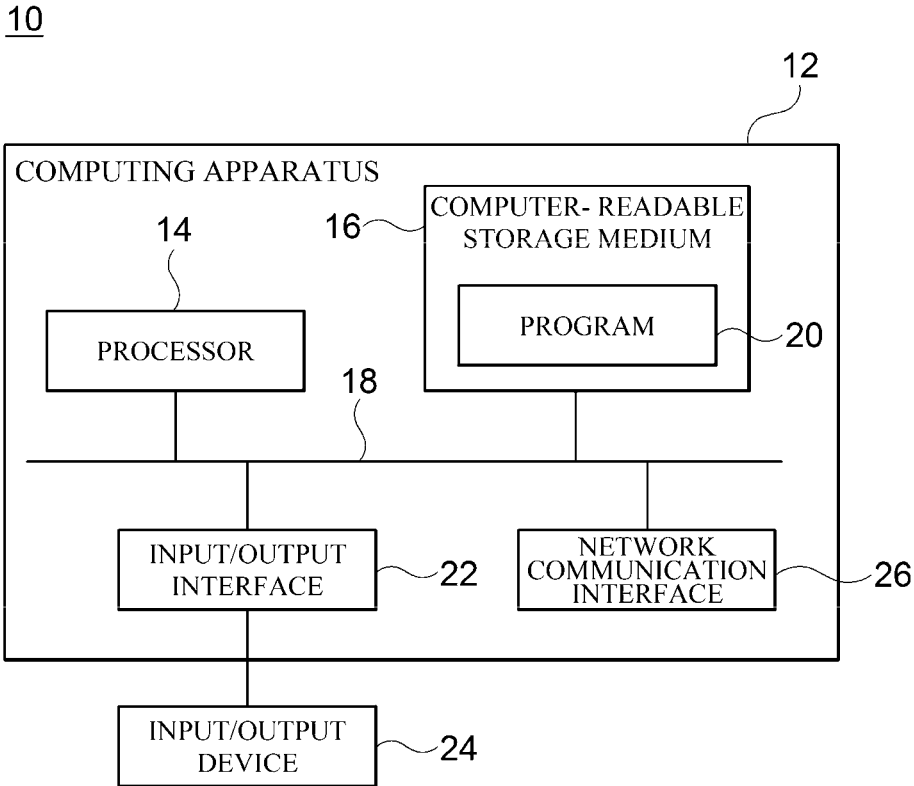 10
12
COMPUTING APPARATUS
COMPUTER- READABLE
STORAGE MEDIUM
16
14
PROGRAM
20
PROCESSOR
18
INPUT/OUTPUT
INTERFACE
22
NETWORK
COMMUNICATION
INTERFACE
26
INPUT/OUTPUT
DEVICE
24